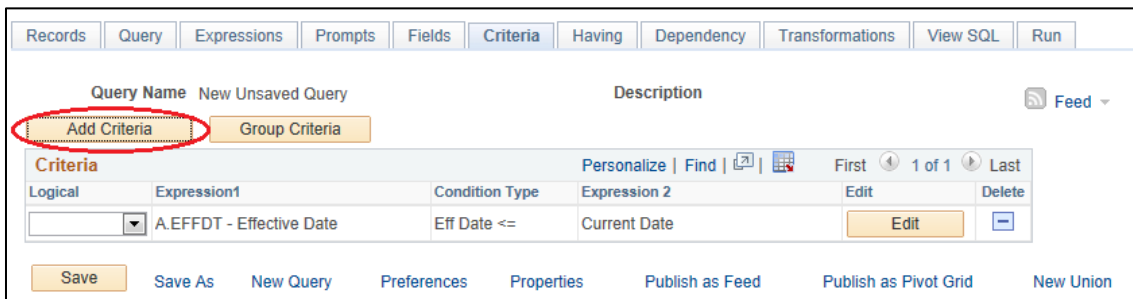 Records Query Expressions Prompts Fields Criteria Having Dependency Transformations View SQL Run
Query Name New Unsaved Query Description
Feed
Add Criteria Group Criteria
Criteria Personalize | Find | | First 1 of 1 Last
Logical Expression1 Condition Type Expression 2 Edit Delete
A.EFFDT - Effective Date Eff Date <= Current Date Edit
Save Save As New Query Preferences Properties Publish as Feed Publish as Pivot Grid New Union